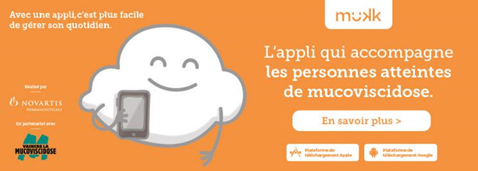 Avec une appli,c'est plus facile
de gérer son quotidien.
mukk
L'appli qui accompagne
les personnes atteintes
de mucoviscidose.
En savoir plus >
Réalisé par
NOVARTIS
PHARMACEUTICALS
En partenariat avec
VAINCRE LA
MUCOVISCIDOSE
Plateforme de
téléchargement Apple
Plateforme de
téléchargement Google